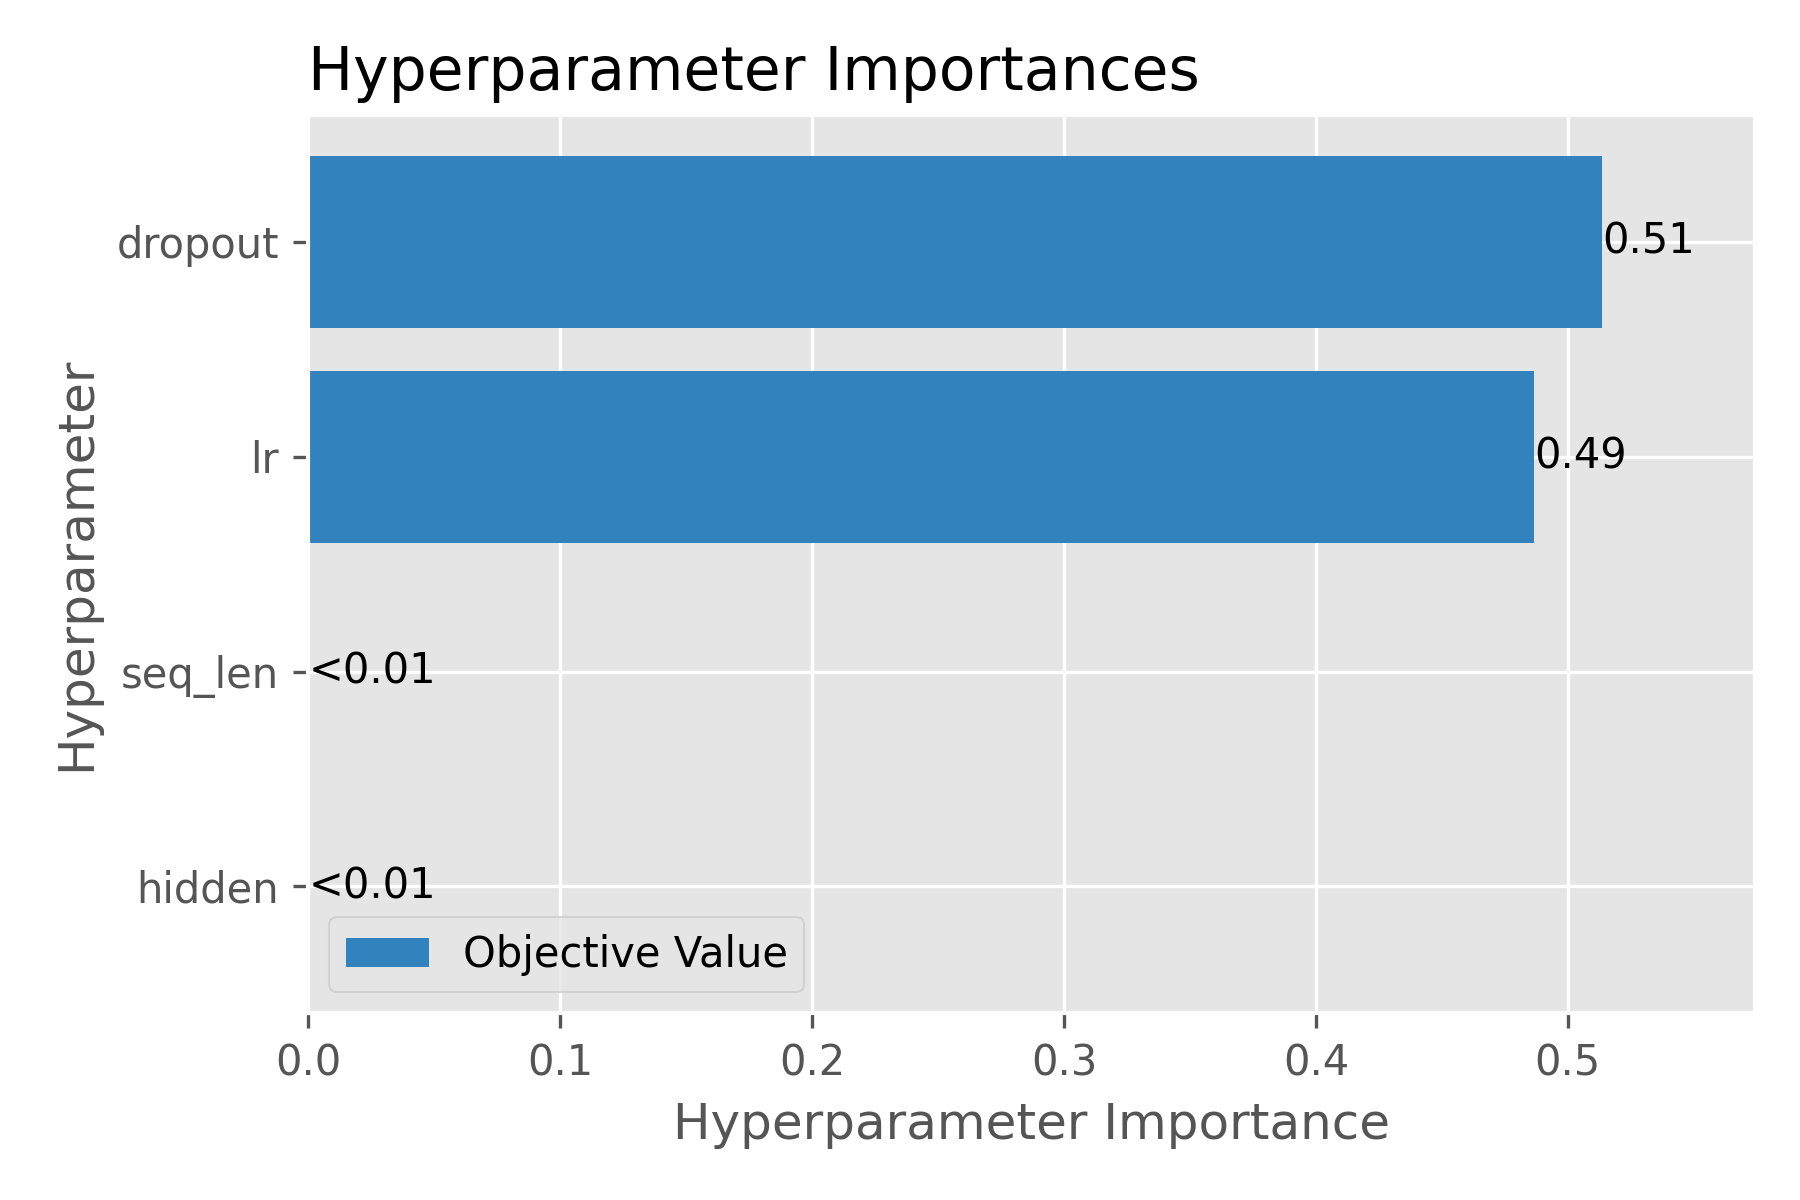 Hyperparameter Importances
Hyperparameter
dropout
0.51
lr
0.49
seq_len
<0.01
hidden
<0.01
Objective Value
0.0 0.1 0.2 0.3 0.4 0.5
Hyperparameter Importance